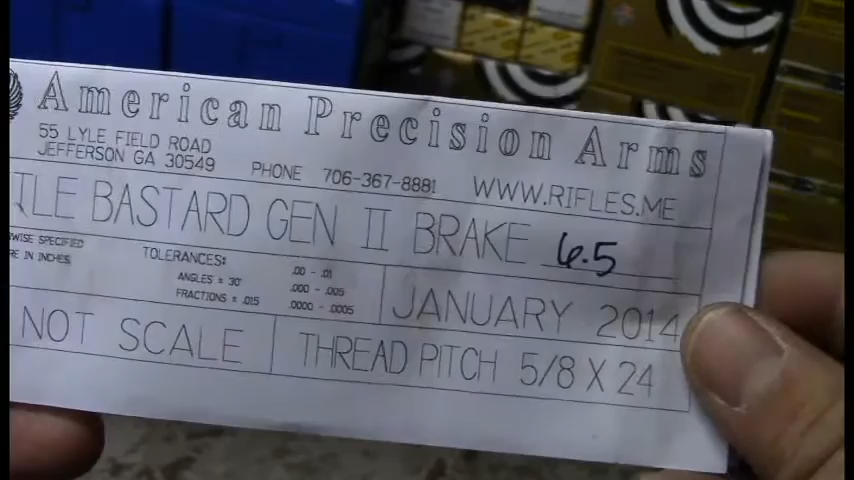 American Precision Arms
55 LYLE FIELD ROAD
JEFFERSON GA 30549 PHONE 706-367-8881 WWW.RIFLES.ME
TLE BASTARD GEN II BRAKE 6.5
WISE SPECIFIED
RE IN INCHES
TOLERANCES:
ANGLES = 30'
FRACTIONS = .015
.00 - .01
.000 - .005
.0000 - .0005
JANUARY 2014
NOT SCALE
THREAD PITCH 5/8 X 24